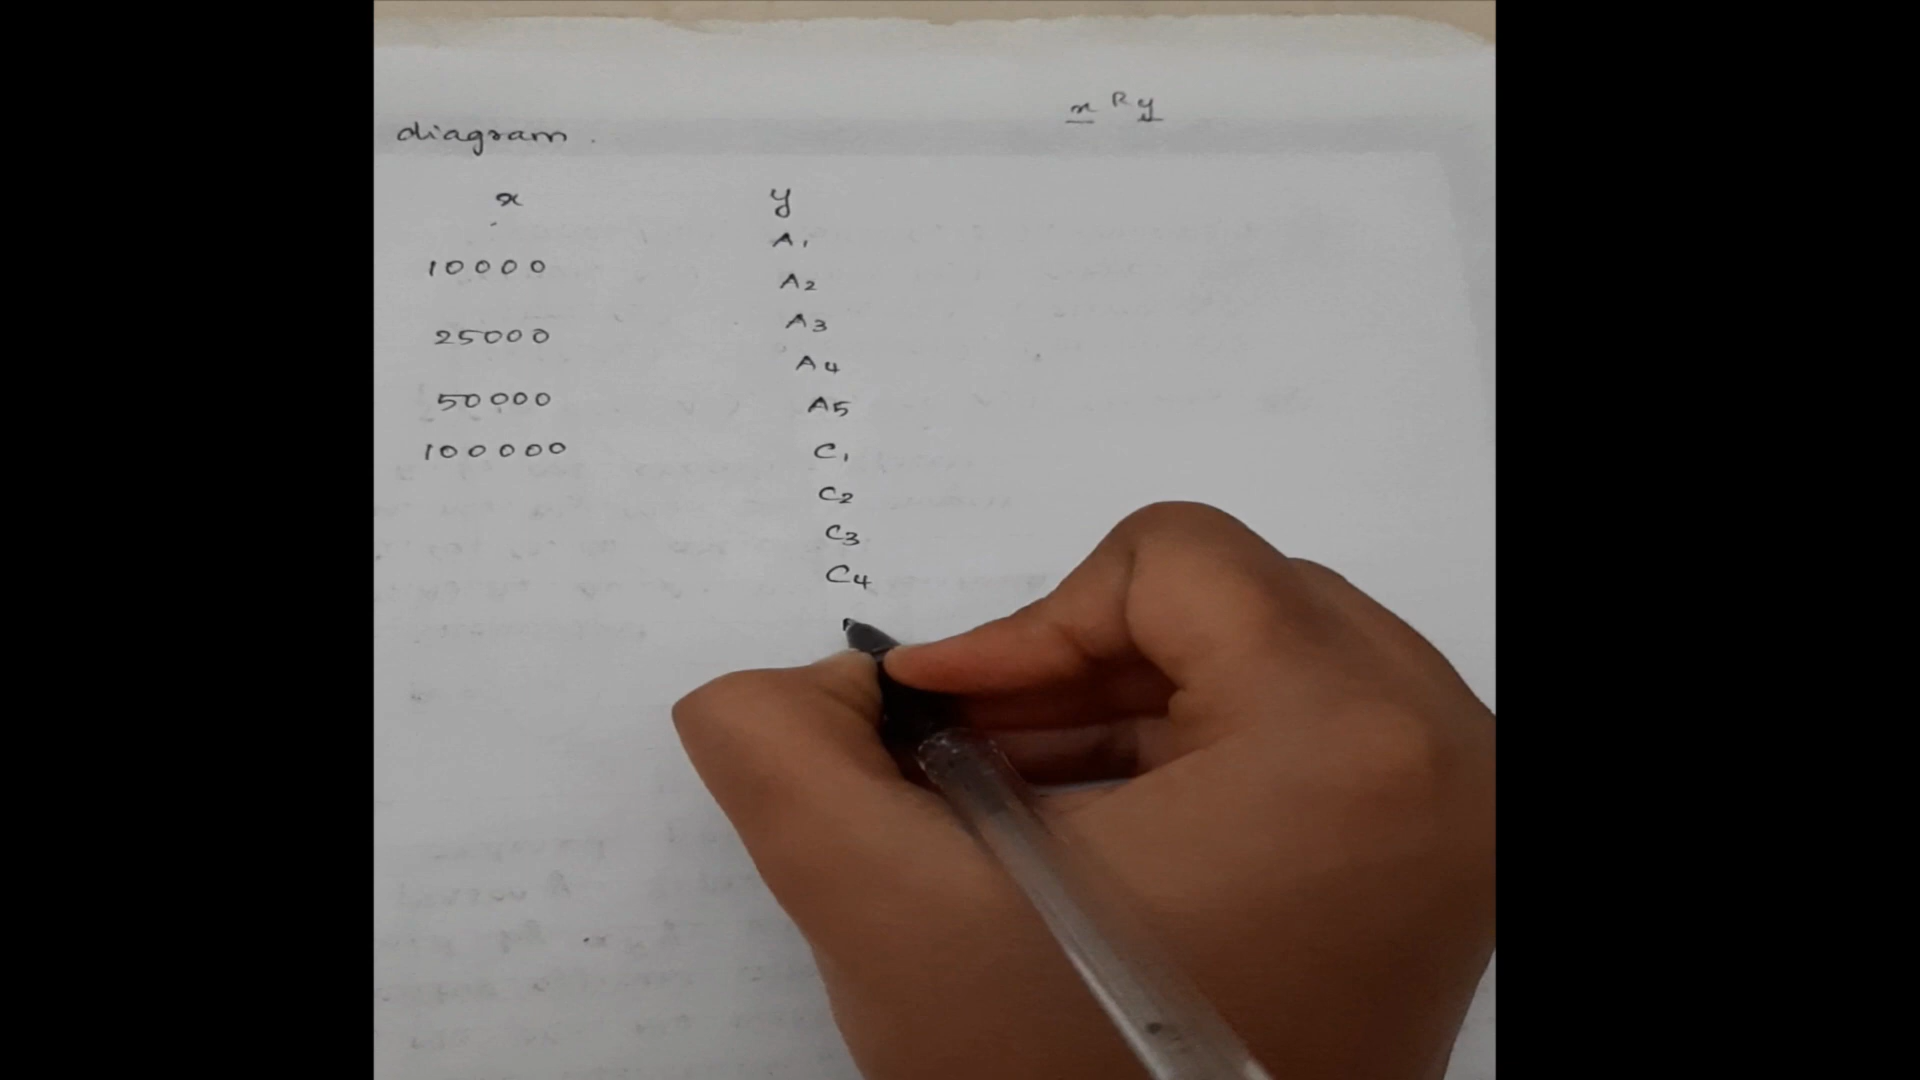 x R y
diagram .
x y
A1
10000
A2
A3
25000
A4
50000
A5
100000
C1
C2
C3
C4